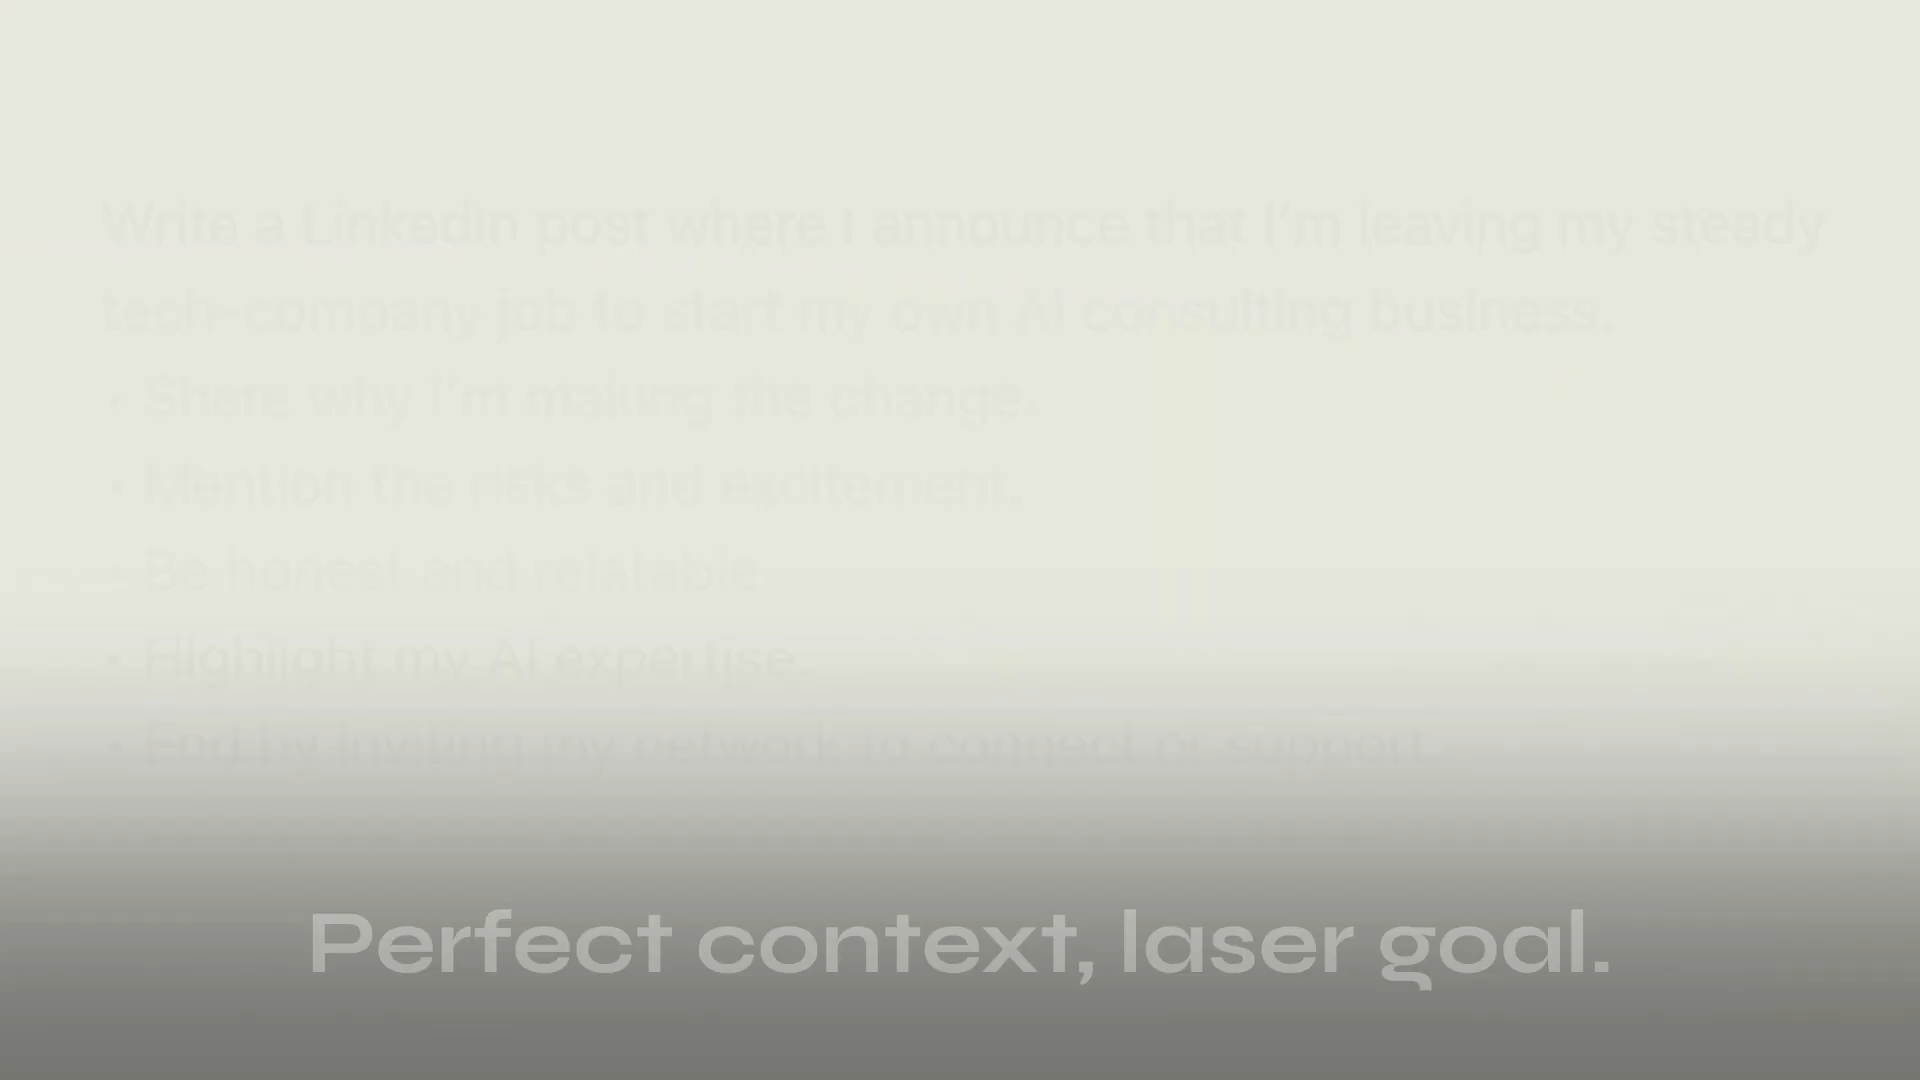 Write a LinkedIn post where I announce that I'm leaving my steady
tech-company job to start my own AI consulting business.
• Share why I'm making the change.
• Mention the risks and excitement.
• Be honest and relatable.
• Highlight my AI expertise.
• End by inviting my network to connect or support.
Perfect context, laser goal.